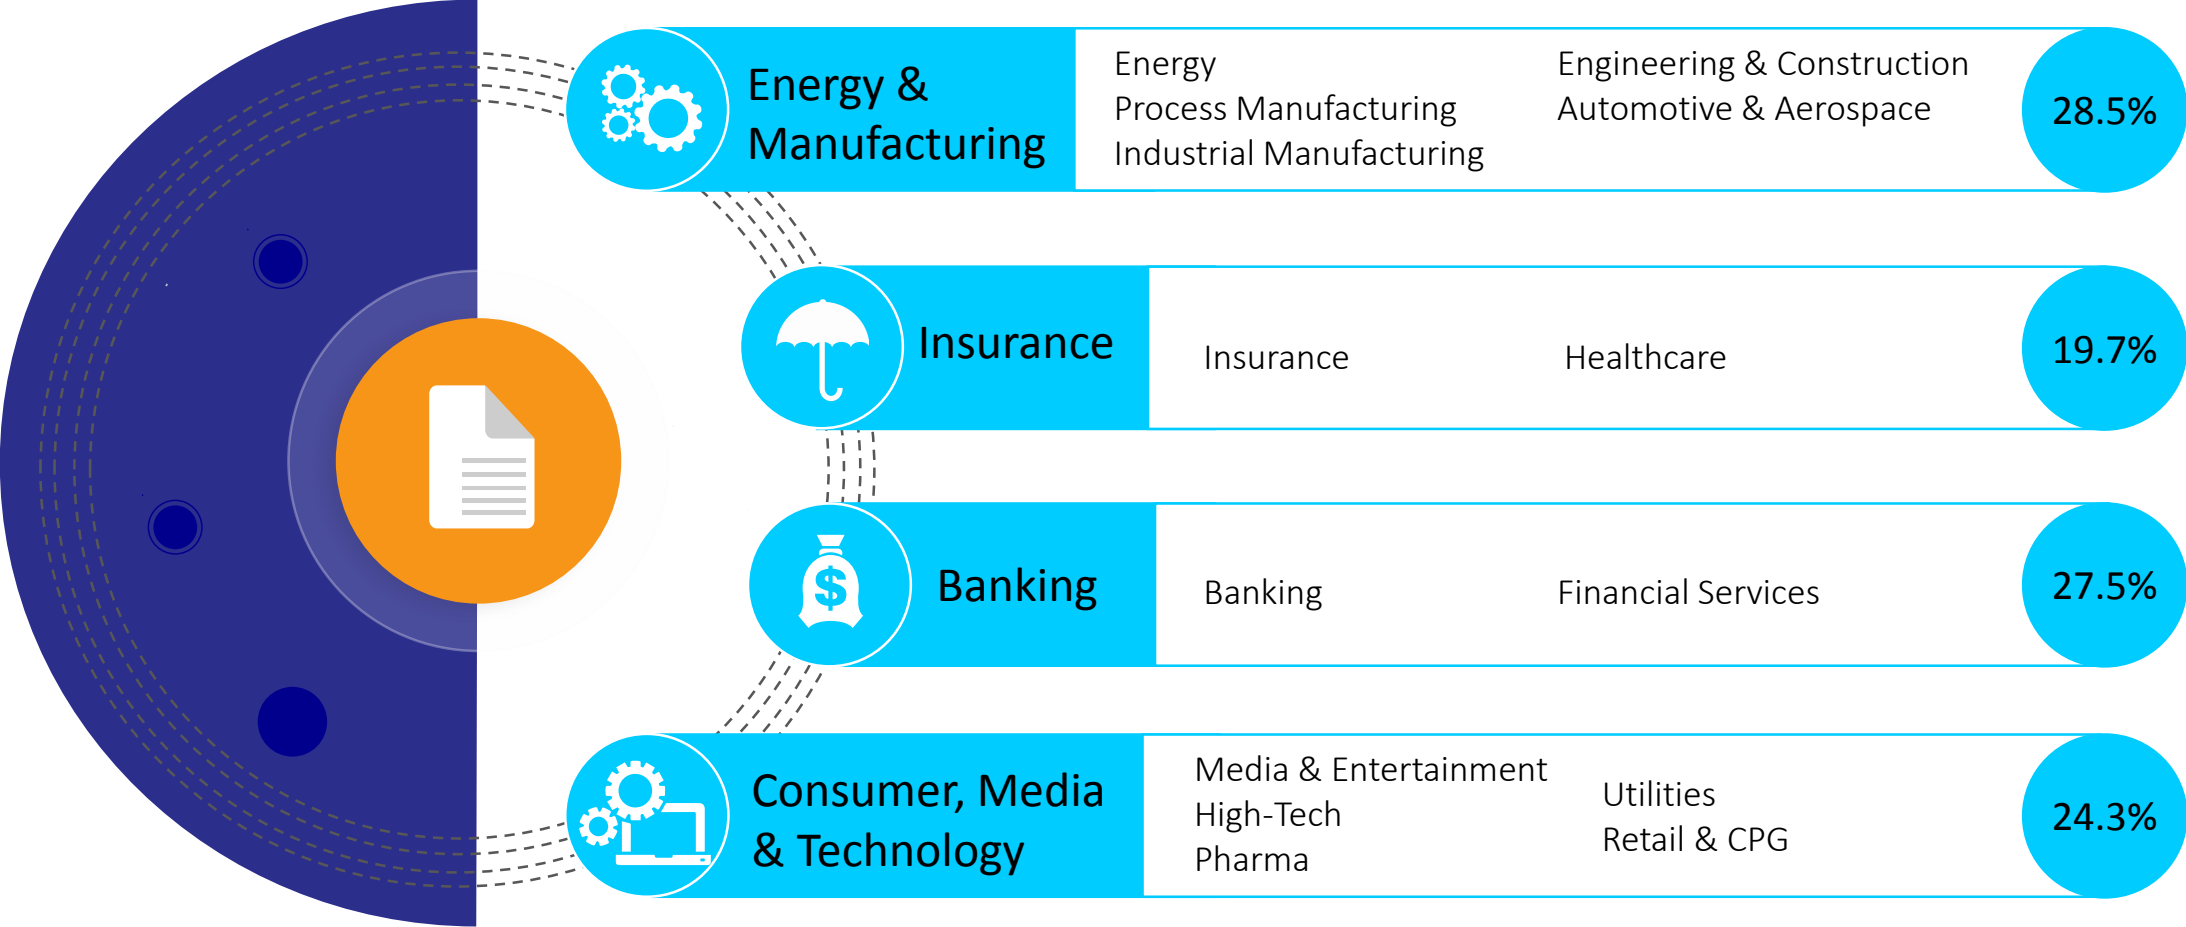 Energy &
Manufacturing
Energy
Process Manufacturing
Industrial Manufacturing
Engineering & Construction
Automotive & Aerospace
28.5%
Insurance
Insurance
Healthcare
19.7%
$
Banking
Banking
Financial Services
27.5%
Consumer, Media
& Technology
Media & Entertainment
High-Tech
Pharma
Utilities
Retail & CPG
24.3%